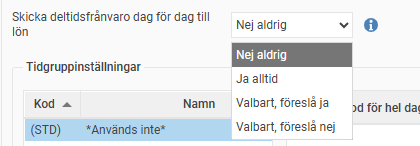 Skicka deltidsfrånvaro dag för dag till
lön
Nej aldrig
Nej aldrig
Ja alltid
Valbart, föreslå ja
Valbart, föreslå nej
Tidgruppinställningar
Kod
Namn
för hel dag
(STD)
*Används inte*